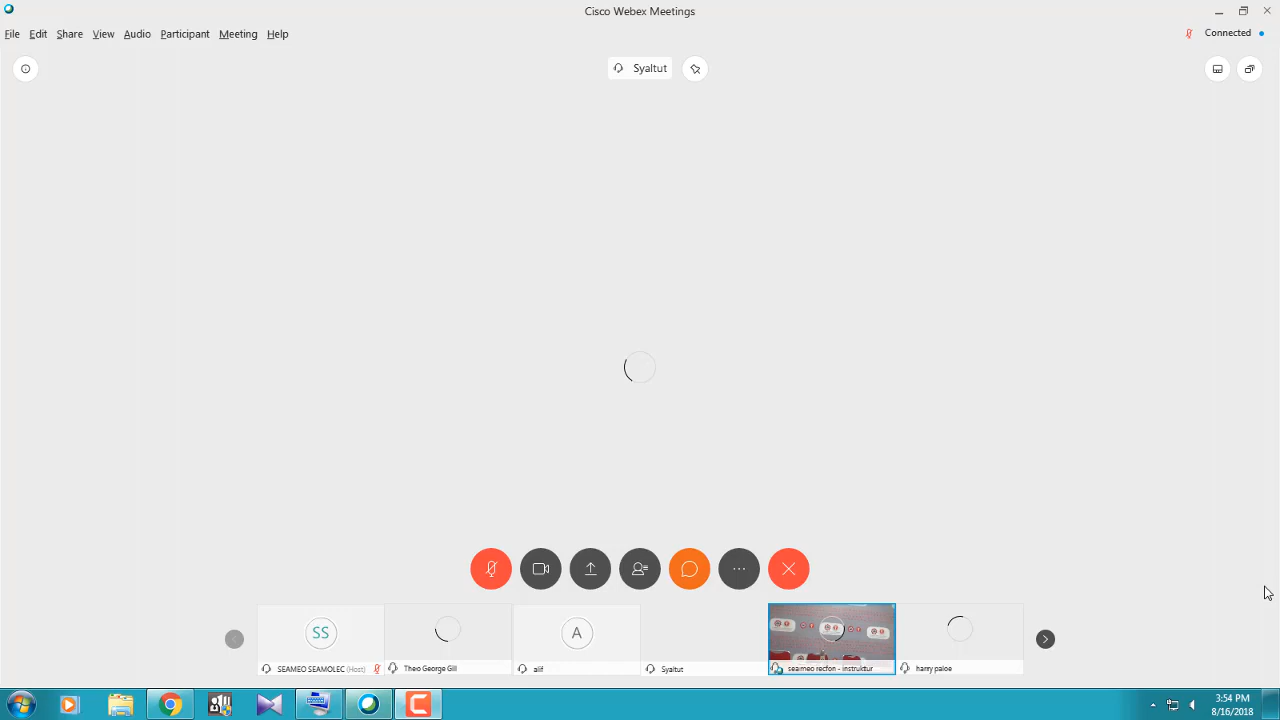 Cisco Webex Meetings
File Edit Share View Audio Participant Meeting Help
Connected
Syaltut
SS
A
SEAMEO SEAMOLEC (Host)
Theo George Gill
alif
Syaltut
seaimeo recfon - instruktur
harry paloe
3:54 PM
8/16/2018